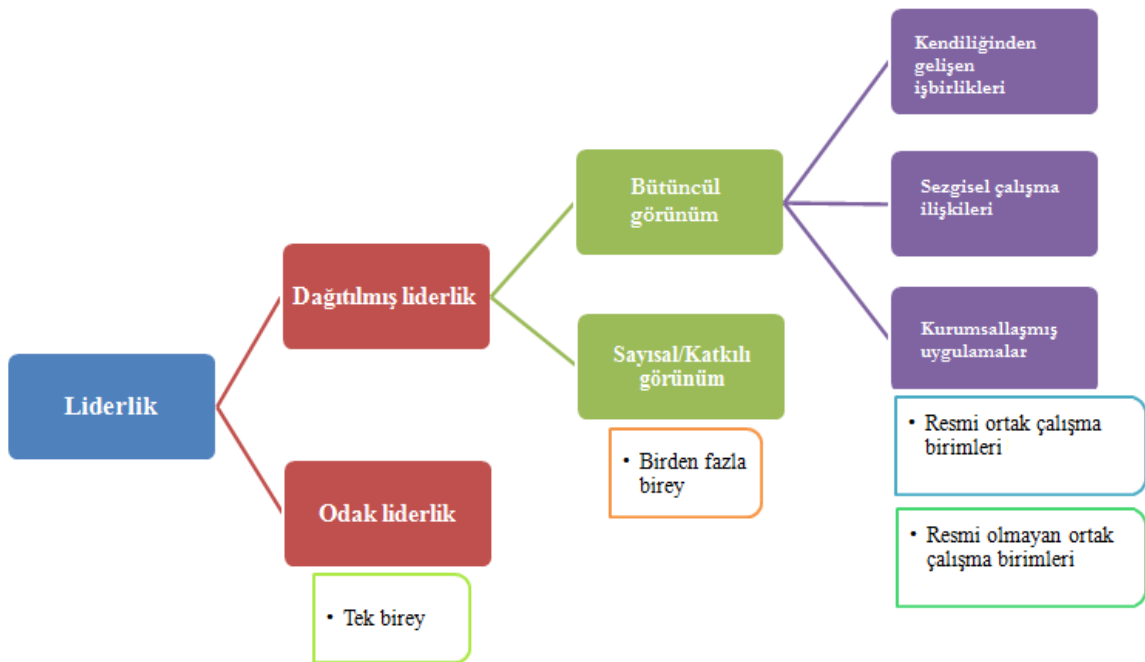 Liderlik
Dağıtılmış liderlik
Odak liderlik
• Tek birey
Bütüncül
görünüm
Sayısal/Katkılı
görünüm
• Birden fazla
birey
Kendiliğinden
gelişen
işbirlikleri
Sezgisel çalışma
ilişkileri
Kurumsallaşmış
uygulamalar
• Resmi ortak çalışma
birimleri
• Resmi olmayan ortak
çalışma birimleri